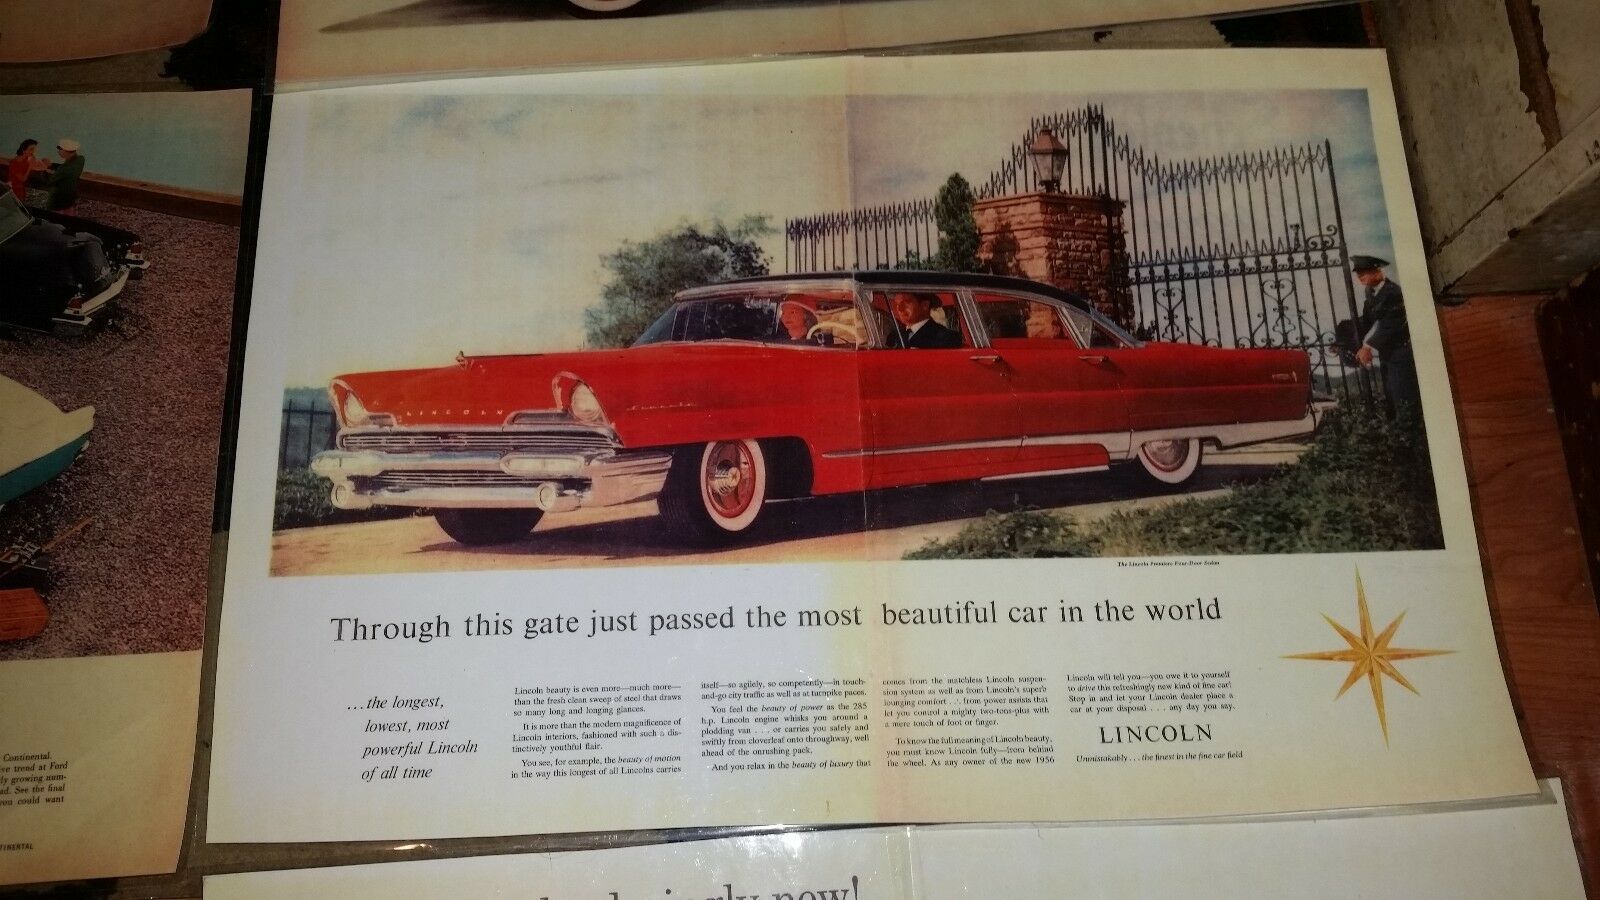 LINCOLN
The Lincoln Premiere Four-Door Sedan
Through this gate just passed the most beautiful car in the world
...the longest,
lowest, most
powerful Lincoln
of all time
Lincoln beauty is even more—much more—
than the fresh clean sweep of steel that draws
so many long and longing glances.
It is more than the modern magnificence of
Lincoln interiors, fashioned with such a dis-
tinctively youthful flair.
You see, for example, the beauty of motion
in the way this longest of all Lincolns carries
itself—so agilely, so competently—in touch-
and-go city traffic as well as at turnpike paces.
You feel the beauty of power as the 285
h.p. Lincoln engine whisks you around a
plodding van . . . or carries you safely and
swiftly from cloverleaf onto throughway, well
ahead of the onrushing pack.
And you relax in the beauty of luxury that
comes from the matchless Lincoln suspen-
sion system as well as from Lincoln's superb
lounging comfort . . . from power assists that
let you control a mighty two-tons-plus with
a mere touch of foot or finger.
To know the full meaning of Lincoln beauty,
you must know Lincoln fully—from behind
the wheel. As any owner of the new 1956
Lincoln will tell you—you owe it to yourself
to drive this refreshingly new kind of fine car!
Stop in and let your Lincoln dealer place a
car at your disposal . . . any day you say.
LINCOLN
Unmistakably . . . the finest in the fine car field
Continental.
trend at Ford
growing num-
See the final
you could want
now!